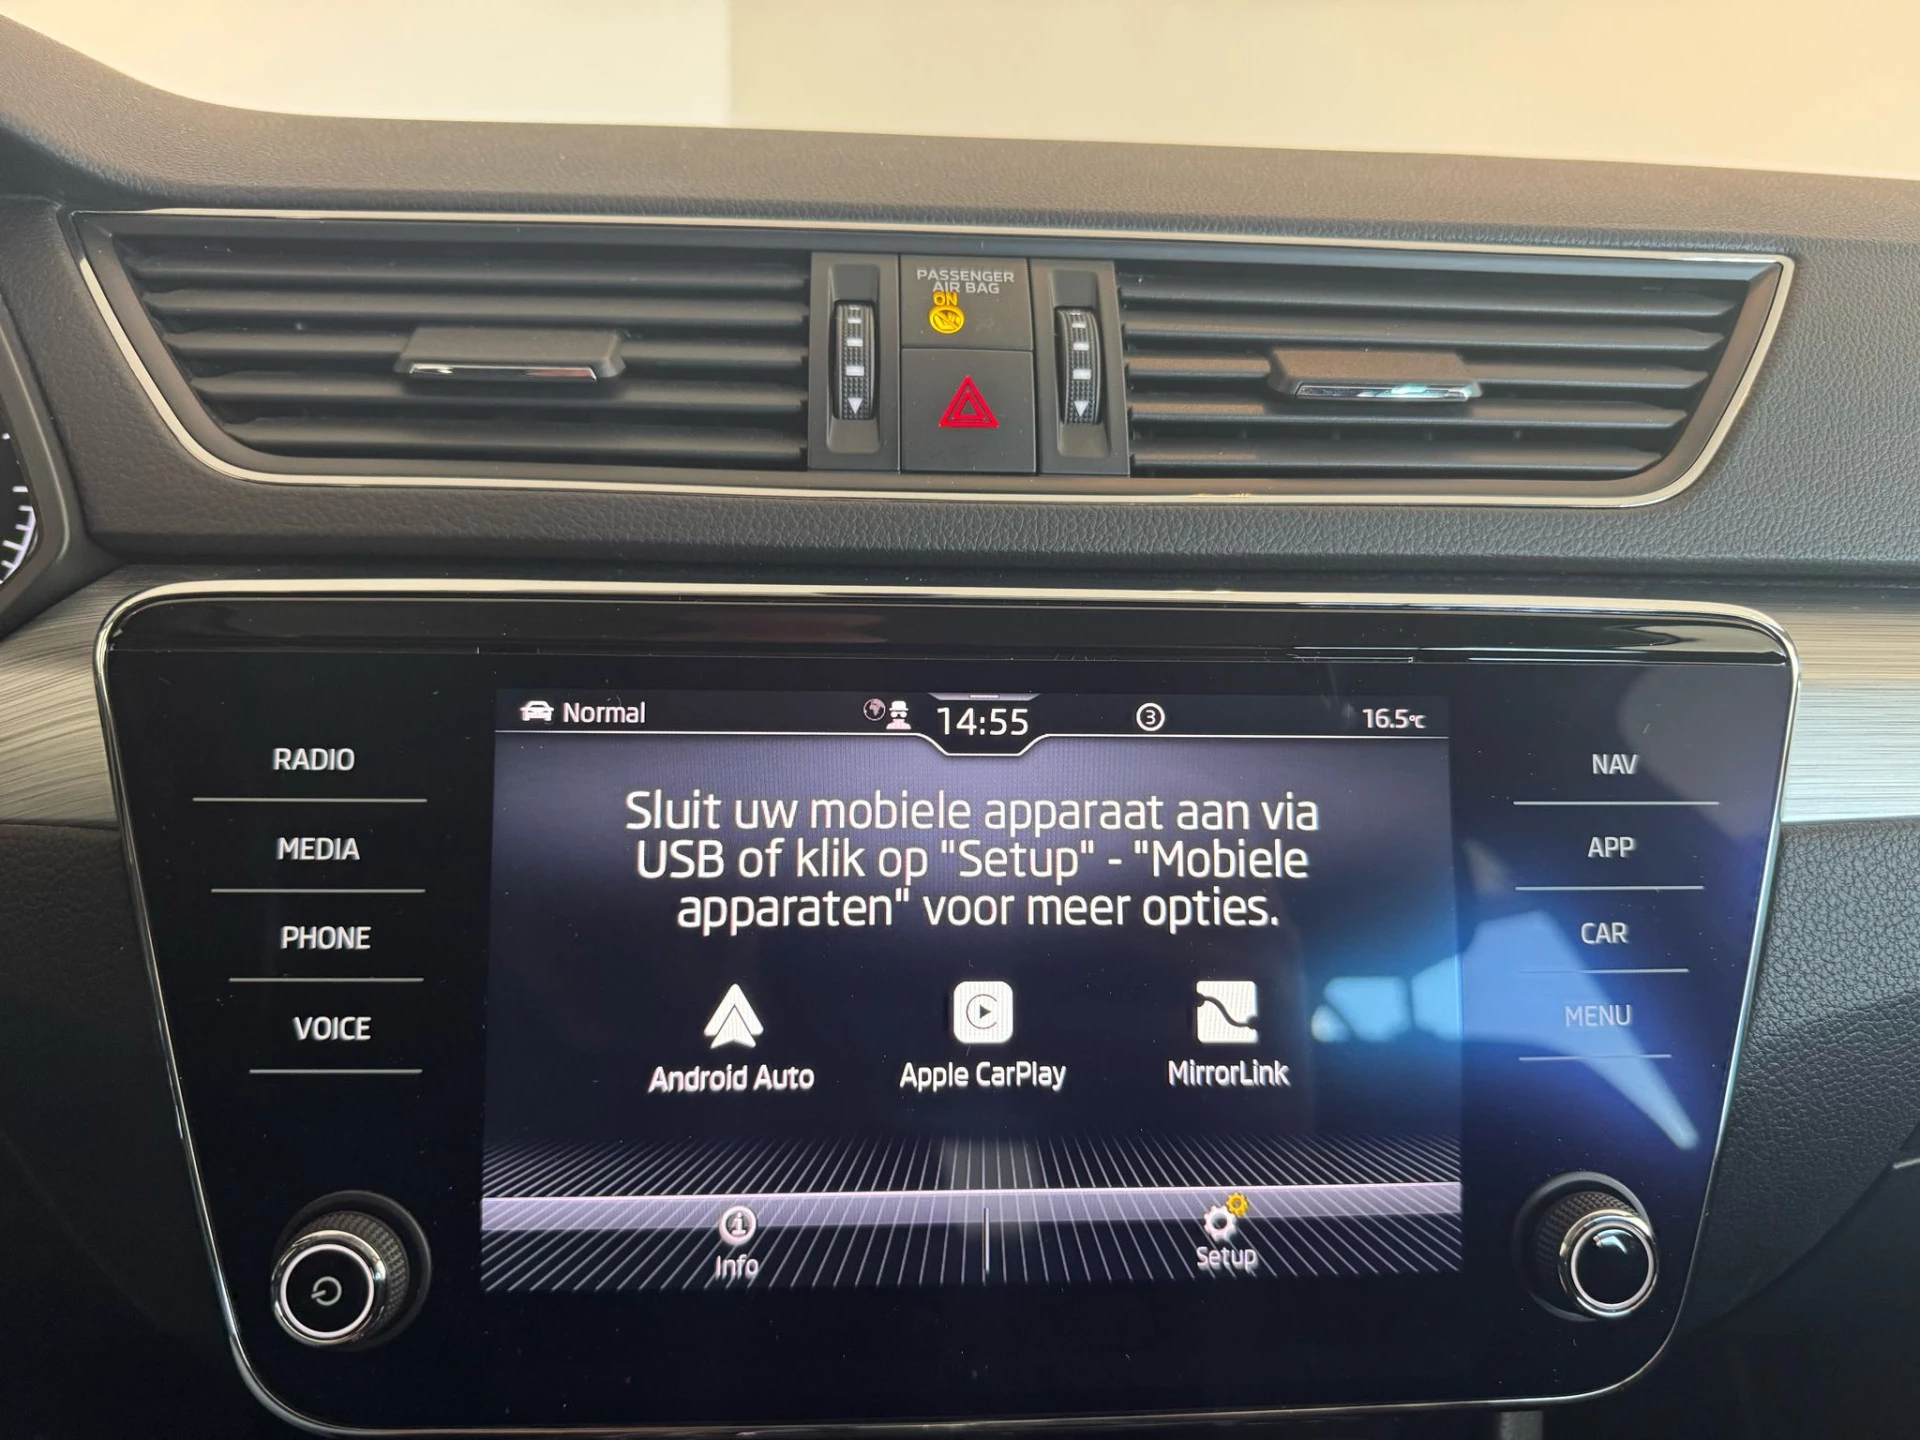 PASSENGER
AIR BAG
ON
Normal
14:55
3
16.5°C
RADIO
MEDIA
PHONE
VOICE
Sluit uw mobiele apparaat aan via
USB of klik op "Setup" - "Mobiele
apparaten" voor meer opties.
Android Auto
Apple CarPlay
MirrorLink
Info
Setup
NAV
APP
CAR
MENU